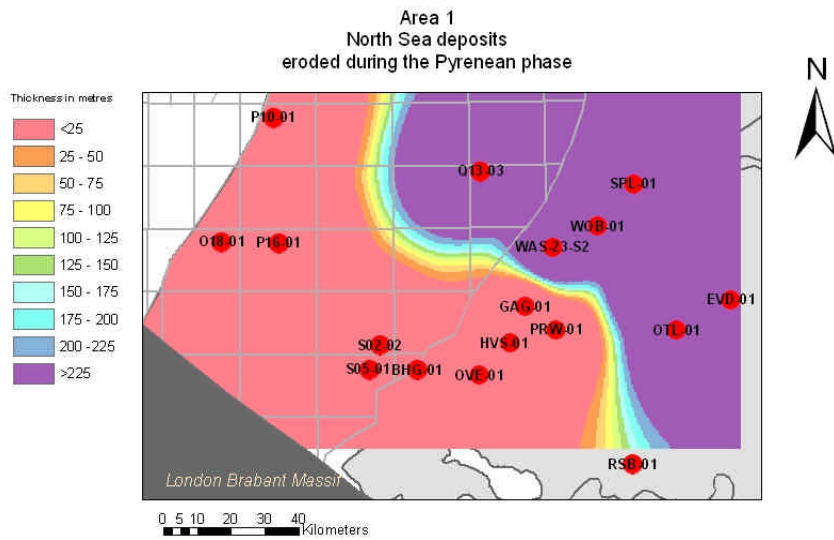 Area 1
North Sea deposits
eroded during the Pyrenean phase
N
Thickness in metres
<25
25 - 50
50 - 75
75 - 100
100 - 125
125 - 150
150 - 175
175 - 200
200 -225
>225
P10-01
Q13-03
SPL-01
WOB-01
O18-01
P16-01
WAS-23-S2
EVD-01
GAG-01
PRW-01
OTL-01
HVS-01
S02-02
S05-01
BHG-01
OVE-01
RSB-01
London Brabant Massif
0 5 10 20 30 40
Kilometers